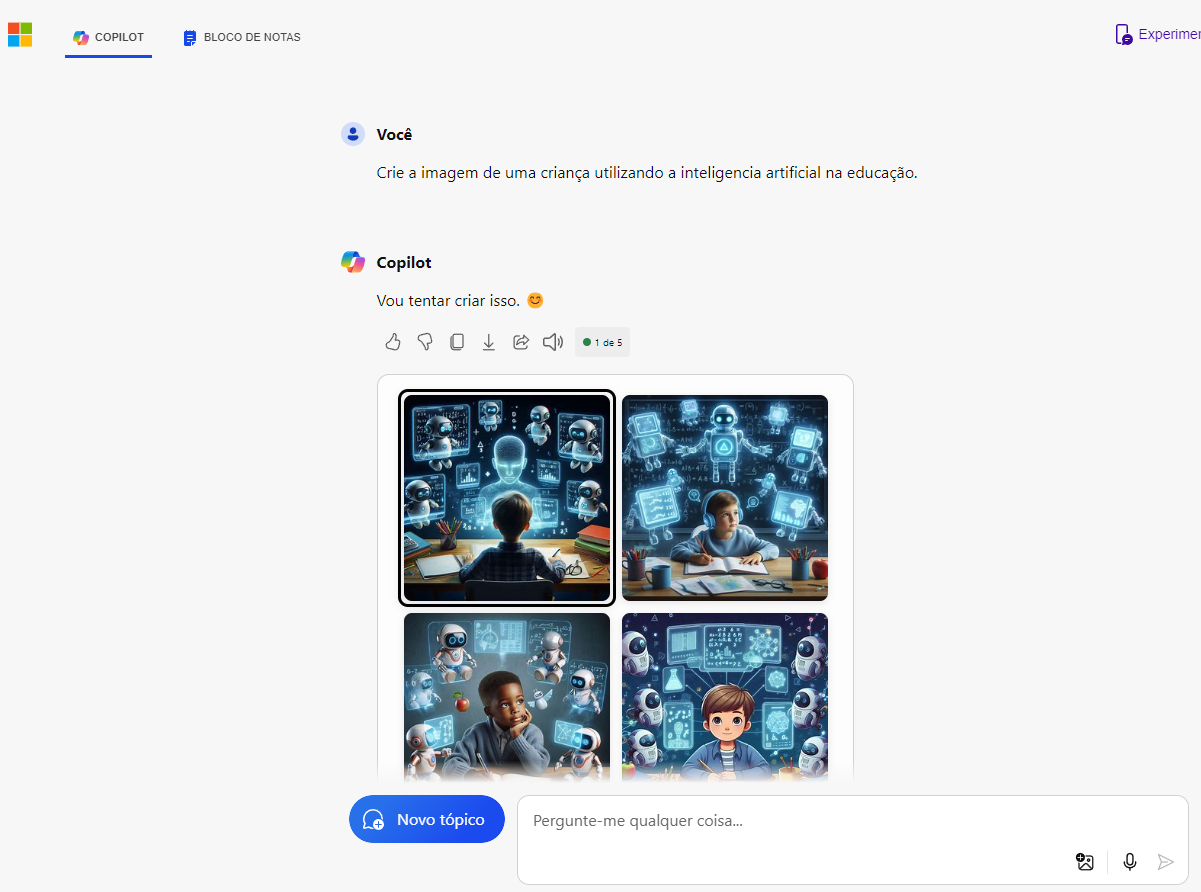 COPILOT
BLOCO DE NOTAS
Experimen
Você
Crie a imagem de uma criança utilizando a inteligencia artificial na educação.
Copilot
Vou tentar criar isso. 😊
1 de 5
Novo tópico
Pergunte-me qualquer coisa...